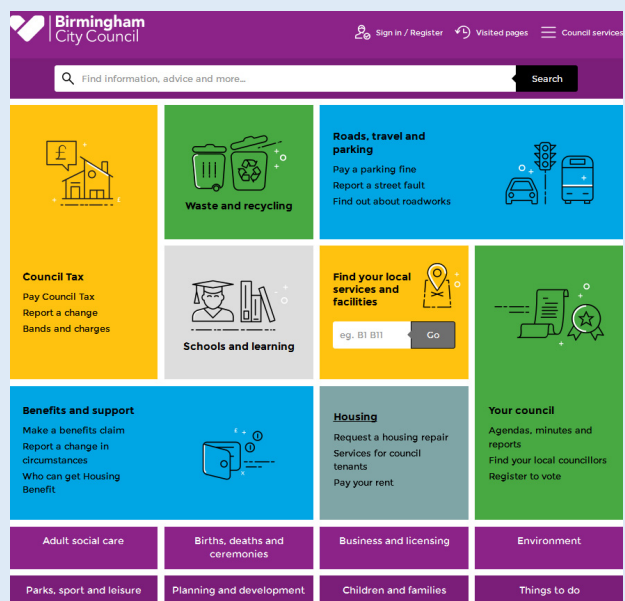 Birmingham
City Council
Sign in / Register
Visited pages
Council services
Find information, advice and more...
Search
£
Council Tax
Pay Council Tax
Report a change
Bands and charges
Waste and recycling
Roads, travel and
parking
Pay a parking fine
Report a street fault
Find out about roadworks
Schools and learning
Find your local
services and
facilities
eg. B1 B11
Go
Benefits and support
Make a benefits claim
Report a change in
circumstances
Who can get Housing
Benefit
Housing
Request a housing repair
Services for council
tenants
Pay your rent
Your council
Agendas, minutes and
reports
Find your local councillors
Register to vote
Adult social care
Births, deaths and
ceremonies
Business and licensing
Environment
Parks, sport and leisure
Planning and development
Children and families
Things to do